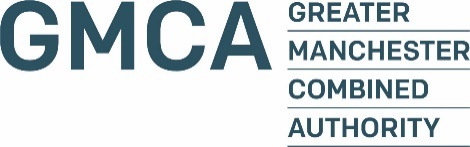 GMCA
GREATER
MANCHESTER
COMBINED
AUTHORITY